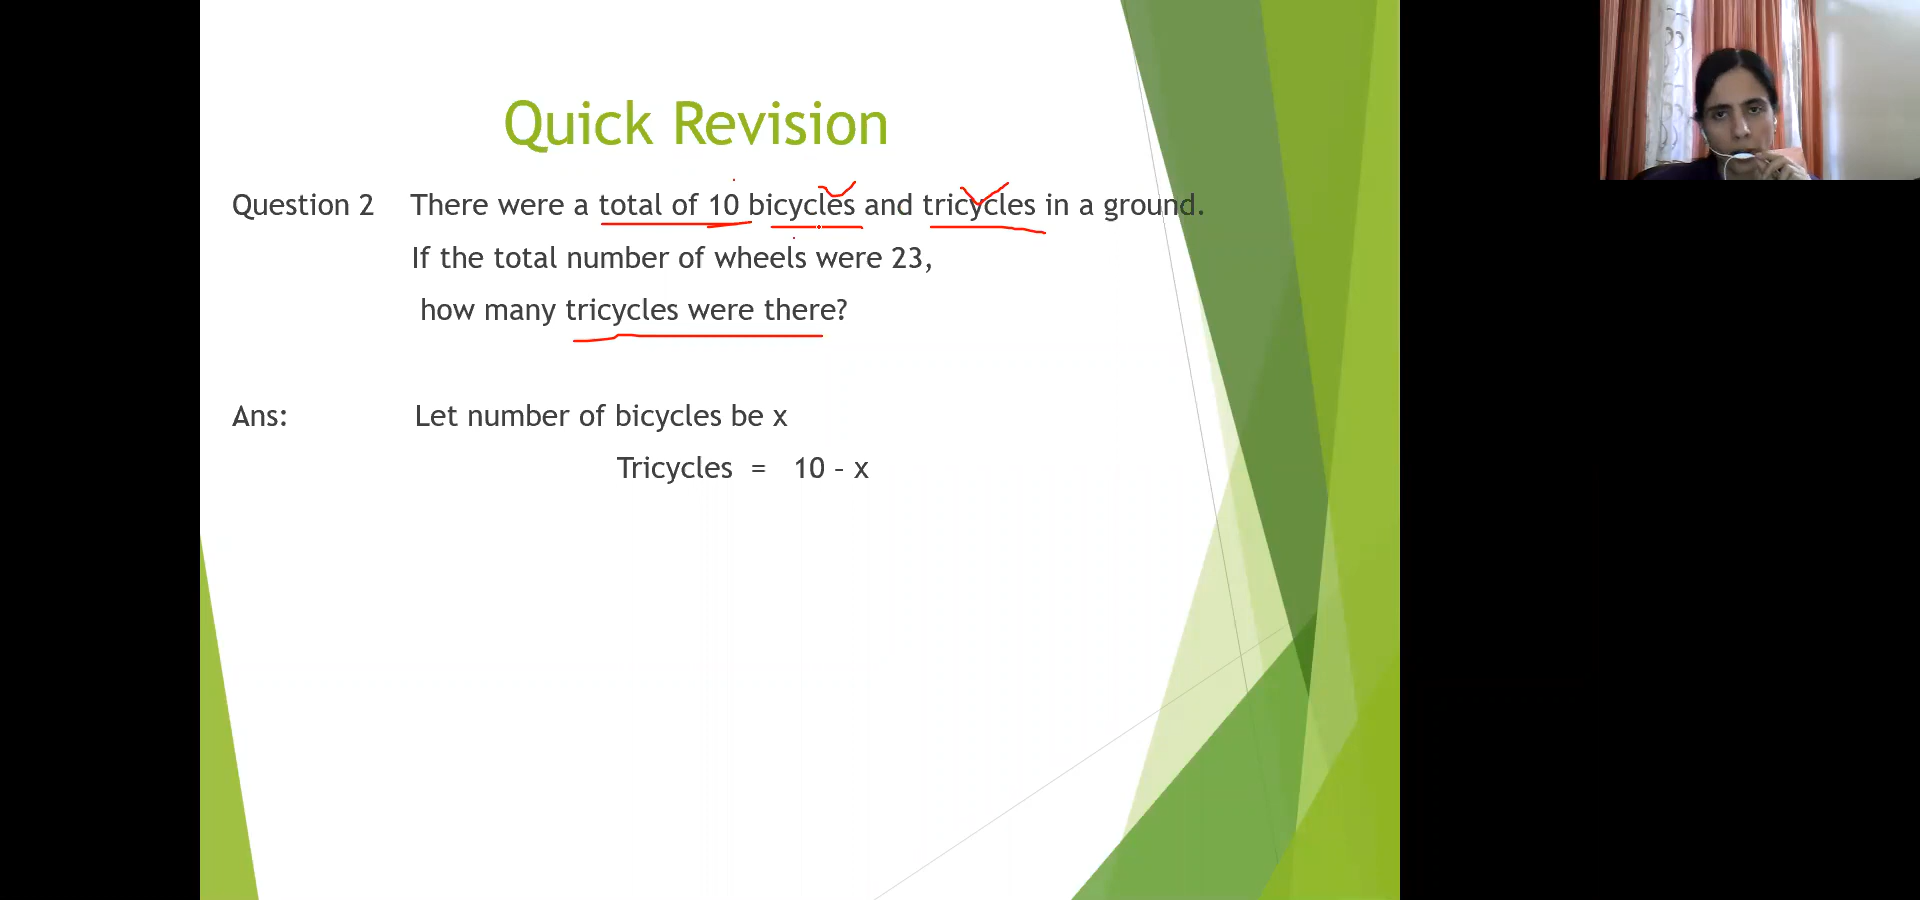 Quick Revision
Question 2 There were a total of 10 bicycles and tricycles in a ground.
If the total number of wheels were 23,
how many tricycles were there?
Ans: Let number of bicycles be x
Tricycles = 10 - x